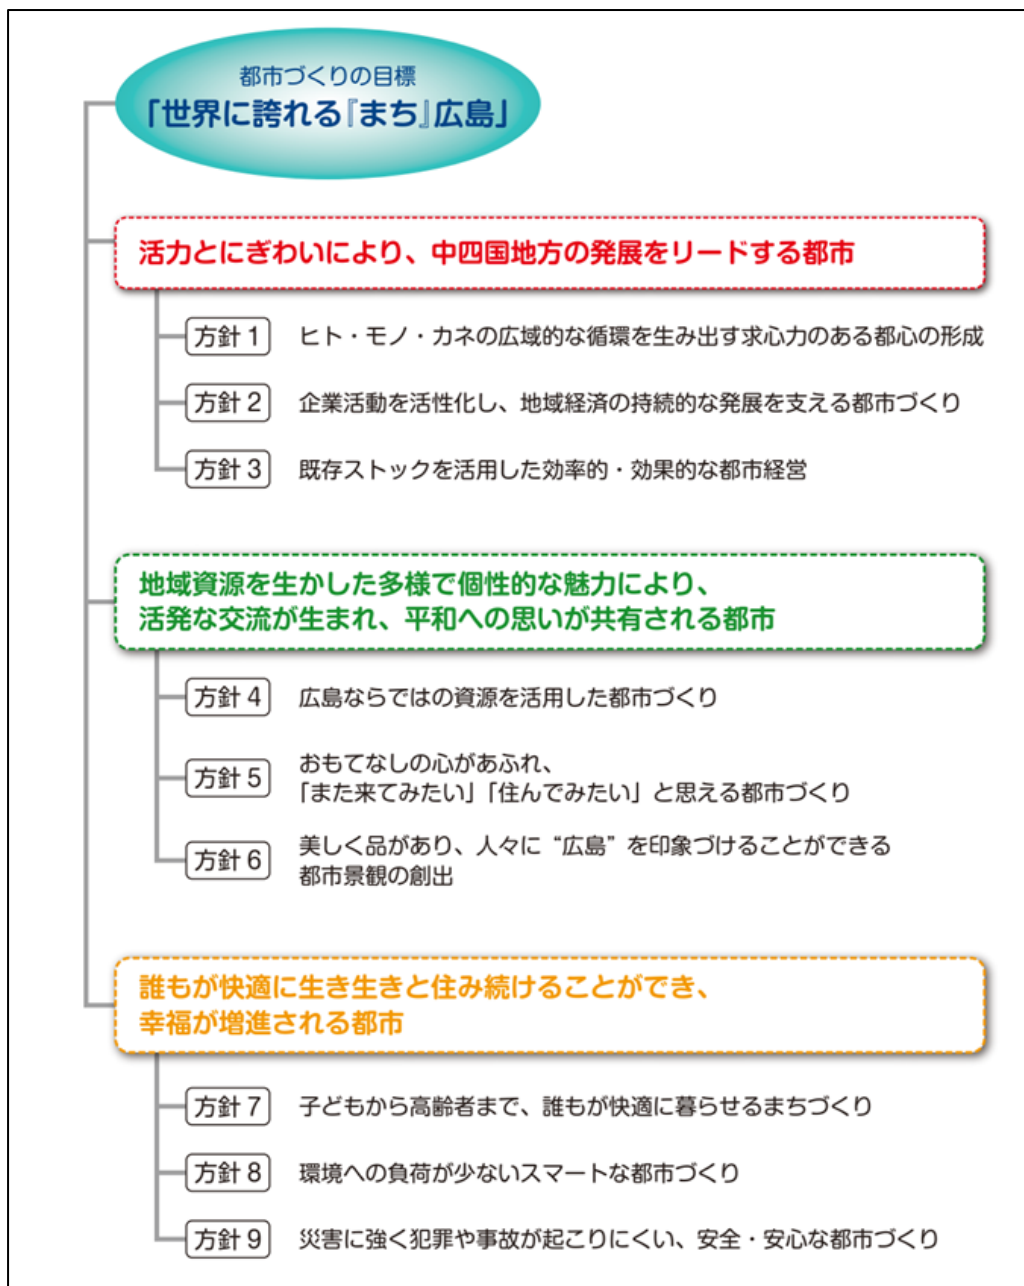 都市づくりの目標
「世界に誇れる『まち』広島」
活力とにぎわいにより、中四国地方の発展をリードする都市
方針 1 ヒト・モノ・カネの広域的な循環を生み出す求心力のある都心の形成
方針 2 企業活動を活性化し、地域経済の持続的な発展を支える都市づくり
方針 3 既存ストックを活用した効率的・効果的な都市経営
地域資源を生かした多様で個性的な魅力により、
活発な交流が生まれ、平和への思いが共有される都市
方針 4 広島ならではの資源を活用した都市づくり
方針 5 おもてなしの心があふれ、
「また来てみたい」「住んでみたい」と思える都市づくり
方針 6 美しく品があり、人々に“広島”を印象づけることができる
都市景観の創出
誰もが快適に生き生きと住み続けることができ、
幸福が増進される都市
方針 7 子どもから高齢者まで、誰もが快適に暮らせるまちづくり
方針 8 環境への負荷が少ないスマートな都市づくり
方針 9 災害に強く犯罪や事故が起こりにくい、安全・安心な都市づくり